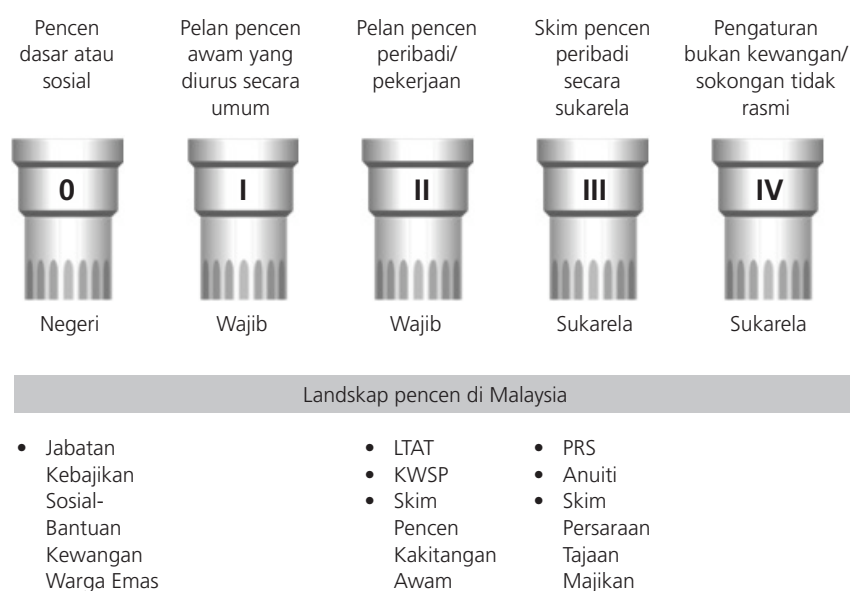 Pencen
dasar atau
sosial
Pelan pencen
awam yang
diurus secara
umum
Pelan pencen
peribadi/
pekerjaan
Skim pencen
peribadi
secara
sukarela
Pengaturan
bukan kewangan/
sokongan tidak
rasmi
0
I
II
III
IV
Negeri
Wajib
Wajib
Sukarela
Sukarela
Landskap pencen di Malaysia
• Jabatan
Kebajikan
Sosial-
Bantuan
Kewangan
Warga Emas
• LTAT
• KWSP
• Skim
Pencen
Kakitangan
Awam
• PRS
• Anuiti
• Skim
Persaraan
Tajaan
Majikan